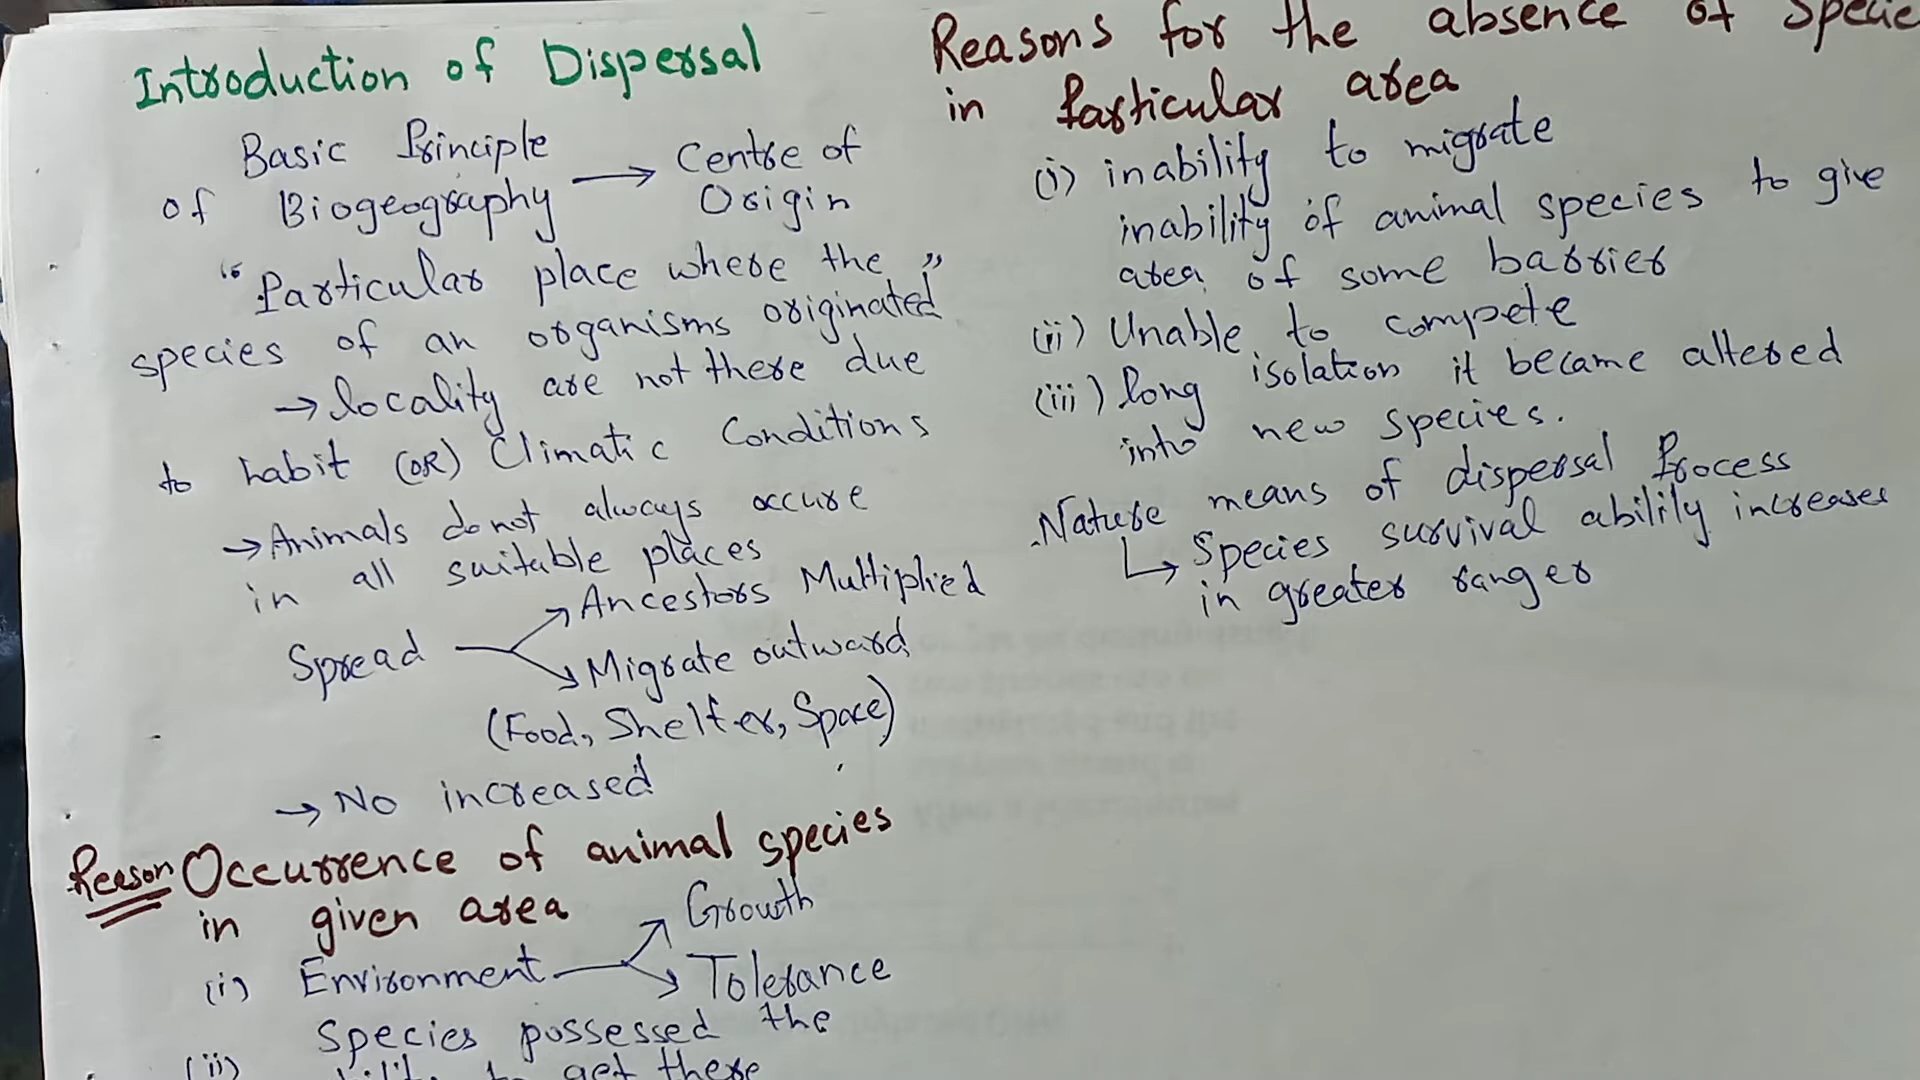 Introduction of Dispersal
Basic Principle
of Biogeography → Centre of
Origin
"Particular place where the
species of an organisms originated"
→ locality are not there due
to habit (OR) Climatic Conditions
→ Animals do not always occure
in all suitable places
Spread → Ancestors Multiplied
→ Migrate outward
(Food, Shelter, Space)
→ No increased
Reason Occurrence of animal species
in given area
(i) Environment → Growth
→ Tolerance
(ii) Species possessed the
to get there
Reasons for the absence of Specie
in Particular area
(i) inability to migrate
inability of animal species to give
area of some barrier
(ii) Unable to compete
(iii) long isolation it became altered
into new species.
Nature means of dispersal Process
↳ Species survival ability increases
in greater ranger